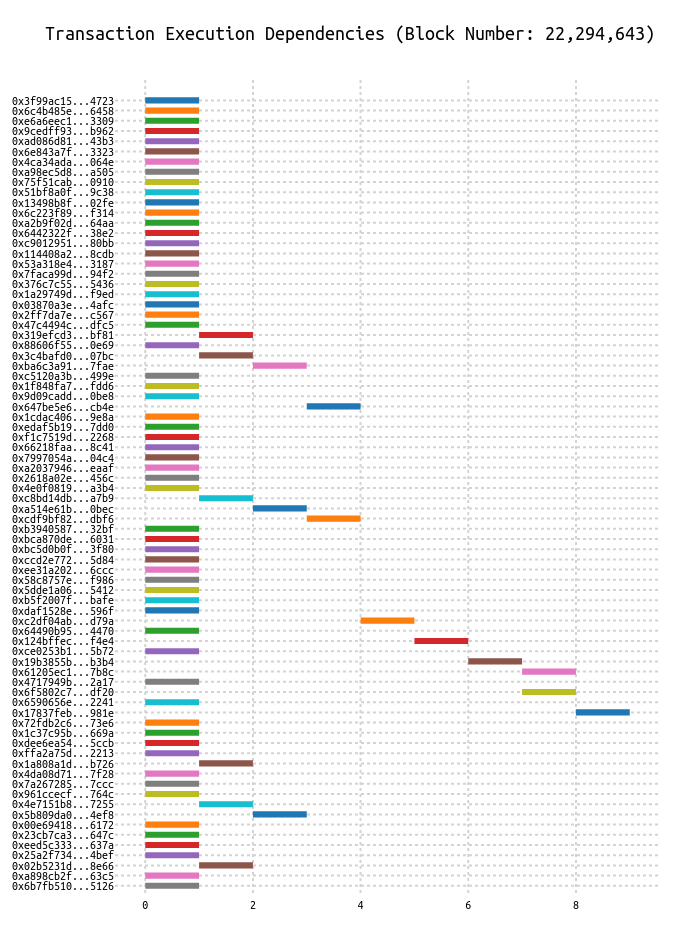 Transaction Execution Dependencies (Block Number: 22,294,643)
0x3f99ac15...4723
0x6c4b485e...6458
0xe6a6eec1...3309
0x9cedff93...b962
0xad086d81...43b3
0x6e843a7f...3323
0x4ca34ada...064e
0xa98ec5d8...a505
0x75f51cab...0910
0x51bf8a0f...9c38
0x13498b8f...02fe
0x6c223f89...f314
0xa2b9f02d...64aa
0x6442322f...38e2
0xc9012951...80bb
0x114408a2...8cdb
0x53a318e4...3187
0x7faca99d...94f2
0x376c7c55...5436
0x1a29749d...f9ed
0x03870a3e...4afc
0x2ff7da7e...c567
0x47c4494c...dfc5
0x319efcd3...bf81
0x88606f55...0e69
0x3c4bafd0...07bc
0xba6c3a91...7fae
0xc5120a3b...499e
0x1f848fa7...fdd6
0x9d09cadd...0be8
0x647be5e6...cb4e
0x1cdac406...9e8a
0xedaf5b19...7dd0
0xf1c7519d...2268
0x66218faa...8c41
0x7997054a...04c4
0xa2037946...eaaf
0x2618a02e...456c
0x4e0f0819...a3b4
0xc8bd14db...a7b9
0xa514e61b...0bec
0xcdf9bf82...dbf6
0xb3940587...32bf
0xbca870de...6031
0xbc5d0b0f...3f80
0xccd2e772...5d84
0xee31a202...6ccc
0x58c8757e...f986
0x5dde1a06...5412
0xb5f2007f...bafe
0xdaf1528e...596f
0xc2df04ab...d79a
0x64490b95...4470
0x124bffec...f4e4
0xce0253b1...5b72
0x19b3855b...b3b4
0x61205ec1...7b8c
0x4717949b...2a17
0x6f5802c7...df20
0x6590656e...2241
0x17837feb...981e
0x72fdb2c6...73e6
0x1c37c95b...669a
0xdee6ea54...5ccb
0xffa2a75d...2213
0x1a808a1d...b726
0x4da08d71...7f28
0x7a267285...7ccc
0x961ccecf...764c
0x4e7151b8...7255
0x5b809da0...4ef8
0x00e69418...6172
0x23cb7ca3...647c
0xeed5c333...637a
0x25a2f734...4bef
0x02b5231d...8e66
0xa898cb2f...63c5
0x6b7fb510...5126
0 2 4 6 8